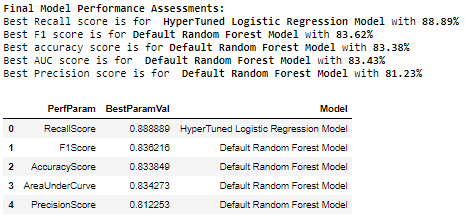 Final Model Performance Assessments:
Best Recall score is for HyperTuned Logistic Regression Model with 88.89%
Best F1 score is for Default Random Forest Model with 83.62%
Best accuracy score is for Default Random Forest Model with 83.38%
Best AUC score is for Default Random Forest Model with 83.43%
Best Precision score is for Default Random Forest Model with 81.23%
PerfParam BestParamVal Model
0 RecallScore 0.888889 HyperTuned Logistic Regression Model
1 F1Score 0.836216 Default Random Forest Model
2 AccuracyScore 0.833849 Default Random Forest Model
3 AreaUnderCurve 0.834273 Default Random Forest Model
4 PrecisionScore 0.812253 Default Random Forest Model